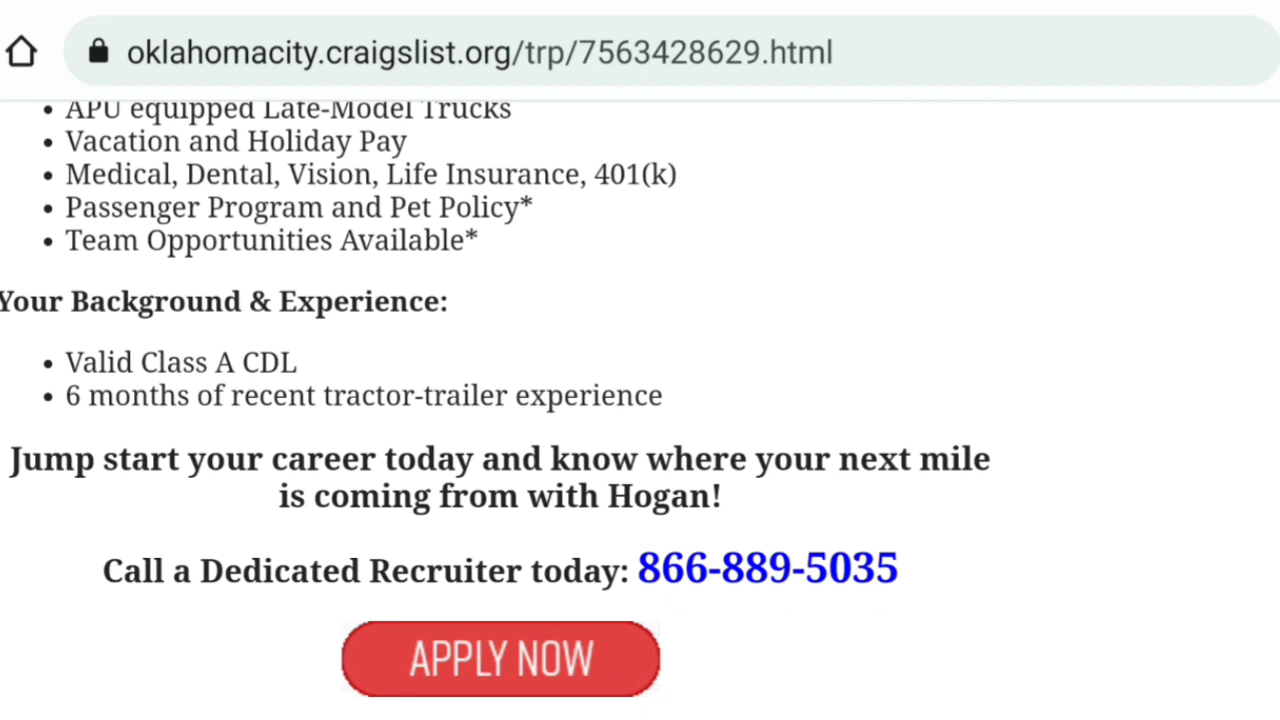 oklahomacity.craigslist.org/trp/7563428629.html
• APU equipped Late-Model Trucks
• Vacation and Holiday Pay
• Medical, Dental, Vision, Life Insurance, 401(k)
• Passenger Program and Pet Policy*
• Team Opportunities Available*
Your Background & Experience:
• Valid Class A CDL
• 6 months of recent tractor-trailer experience
Jump start your career today and know where your next mile
is coming from with Hogan!
Call a Dedicated Recruiter today: 866-889-5035
APPLY NOW